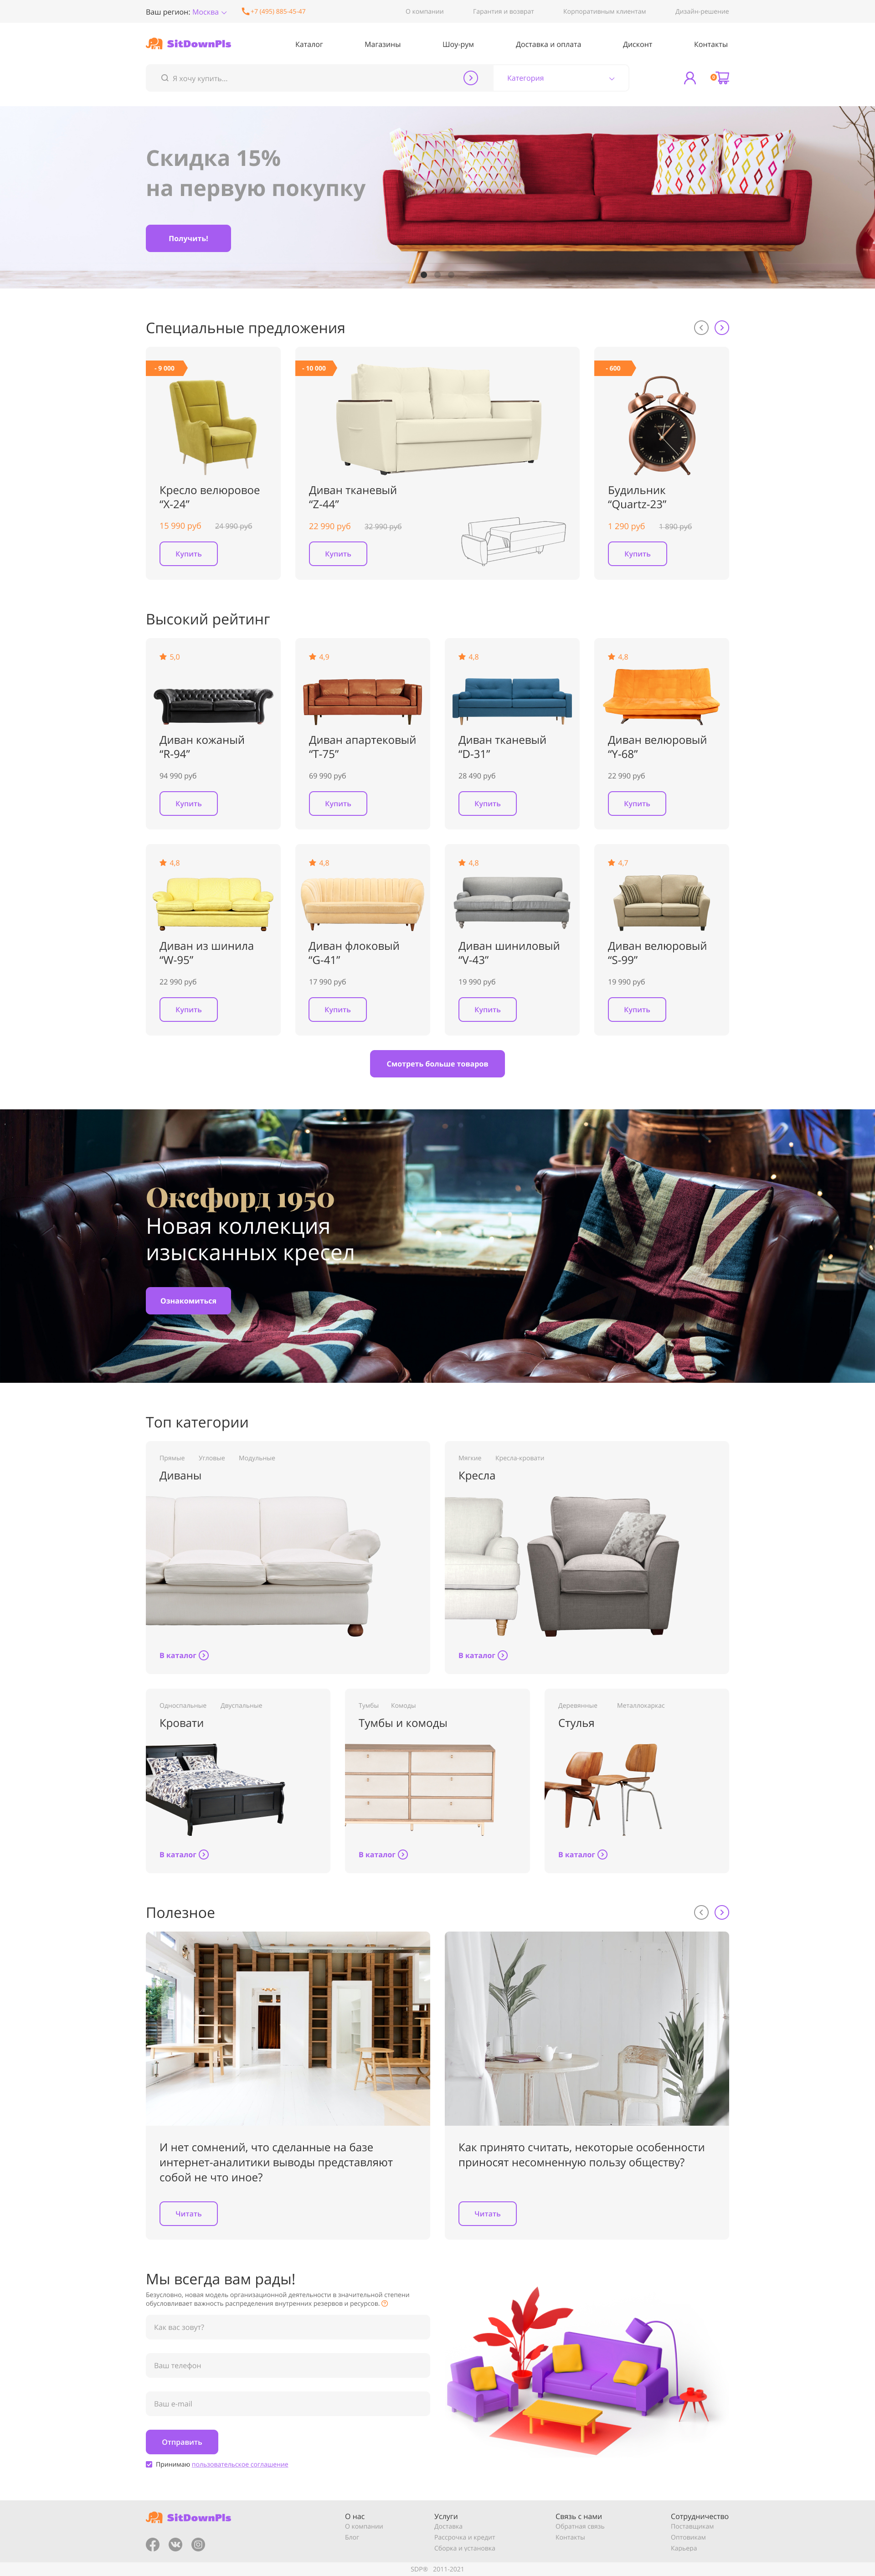 Ваш регион: Москва
+7 (495) 885-45-47
О компании
Гарантия и возврат
Корпоративным клиентам
Дизайн-решение
SitDownPls
Каталог
Магазины
Шоу-рум
Доставка и оплата
Дисконт
Контакты
Я хочу купить...
Категория
0
Скидка 15%
на первую покупку
Получить!
Специальные предложения
- 9 000
Кресло велюровое
“X-24”
15 990 руб 24 990 руб
Купить
- 10 000
Диван тканевый
“Z-44”
22 990 руб 32 990 руб
Купить
- 600
Будильник
“Quartz-23”
1 290 руб 1 890 руб
Купить
Высокий рейтинг
5,0
Диван кожаный
“R-94”
94 990 руб
Купить
4,9
Диван апартековый
“T-75”
69 990 руб
Купить
4,8
Диван тканевый
“D-31”
28 490 руб
Купить
4,8
Диван велюровый
“Y-68”
22 990 руб
Купить
4,8
Диван из шинила
“W-95”
22 990 руб
Купить
4,8
Диван флоковый
“G-41”
17 990 руб
Купить
4,8
Диван шиниловый
“V-43”
19 990 руб
Купить
4,7
Диван велюровый
“S-99”
19 990 руб
Купить
Смотреть больше товаров
Оксфорд 1950
Новая коллекция
изысканных кресел
Ознакомиться
Топ категории
Прямые Угловые Модульные
Диваны
В каталог
Мягкие Кресла-кровати
Кресла
В каталог
Односпальные Двуспальные
Кровати
В каталог
Тумбы Комоды
Тумбы и комоды
В каталог
Деревянные Металлокаркас
Стулья
В каталог
Полезное
И нет сомнений, что сделанные на базе
интернет-аналитики выводы представляют
собой не что иное?
Читать
Как принято считать, некоторые особенности
приносят несомненную пользу обществу?
Читать
Мы всегда вам рады!
Безусловно, новая модель организационной деятельности в значительной степени
обусловливает важность распределения внутренних резервов и ресурсов.
Как вас зовут?
Ваш телефон
Ваш e-mail
Отправить
Принимаю пользовательское соглашение
SitDownPls
О нас
О компании
Блог
Услуги
Доставка
Рассрочка и кредит
Сборка и установка
Связь с нами
Обратная связь
Контакты
Сотрудничество
Поставщикам
Оптовикам
Карьера
SDP® 2011-2021